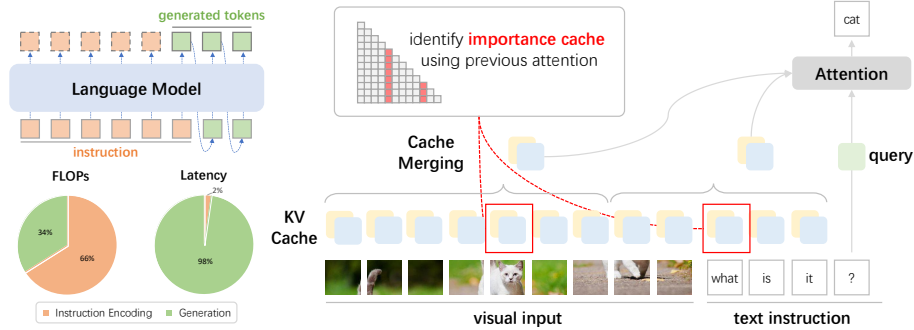 generated tokens
Language Model
instruction
FLOPs
Latency
34%
66%
2%
98%
Instruction Encoding
Generation
identify importance cache
using previous attention
cat
Attention
Cache
Merging
query
KV
Cache
what is it ?
visual input
text instruction